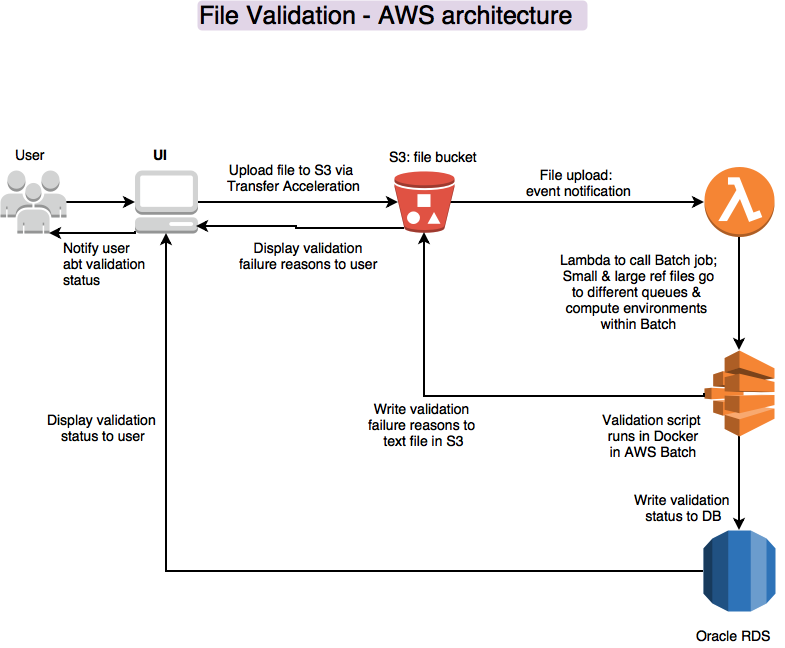 File Validation - AWS architecture
User
UI
S3: file bucket
Upload file to S3 via
Transfer Acceleration
File upload:
event notification
Notify user
abt validation
status
Display validation
failure reasons to user
Lambda to call Batch job;
Small & large ref files go
to different queues &
compute environments
within Batch
Display validation
status to user
Write validation
failure reasons to
text file in S3
Validation script
runs in Docker
in AWS Batch
Write validation
status to DB
Oracle RDS